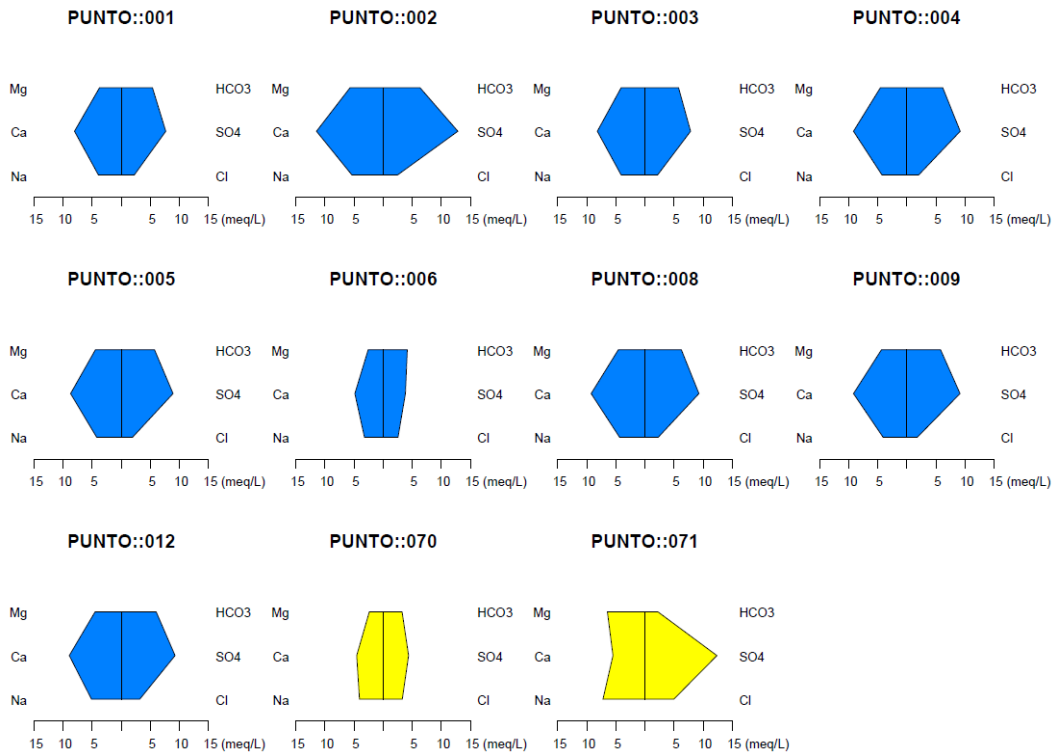 PUNTO::001 PUNTO::002 PUNTO::003 PUNTO::004
Mg HCO3 Mg HCO3 Mg HCO3 Mg HCO3
Ca SO4 Ca SO4 Ca SO4 Ca SO4
Na Cl Na Cl Na Cl Na Cl
15 10 5 5 10 15 (meq/L) 15 10 5 5 10 15 (meq/L) 15 10 5 5 10 15 (meq/L) 15 10 5 5 10 15 (meq/L)
PUNTO::005 PUNTO::006 PUNTO::008 PUNTO::009
Mg HCO3 Mg HCO3 Mg HCO3 Mg HCO3
Ca SO4 Ca SO4 Ca SO4 Ca SO4
Na Cl Na Cl Na Cl Na Cl
15 10 5 5 10 15 (meq/L) 15 10 5 5 10 15 (meq/L) 15 10 5 5 10 15 (meq/L) 15 10 5 5 10 15 (meq/L)
PUNTO::012 PUNTO::070 PUNTO::071
Mg HCO3 Mg HCO3 Mg HCO3
Ca SO4 Ca SO4 Ca SO4
Na Cl Na Cl Na Cl
15 10 5 5 10 15 (meq/L) 15 10 5 5 10 15 (meq/L) 15 10 5 5 10 15 (meq/L)